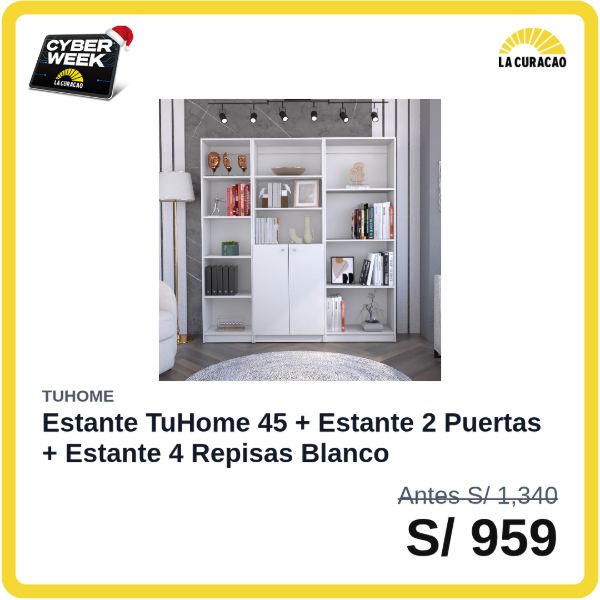 CYBER
WEEK
LA CURACAO
LA CURACAO
TUHOME
Estante TuHome 45 + Estante 2 Puertas
+ Estante 4 Repisas Blanco
Antes S/ 1,340
S/ 959